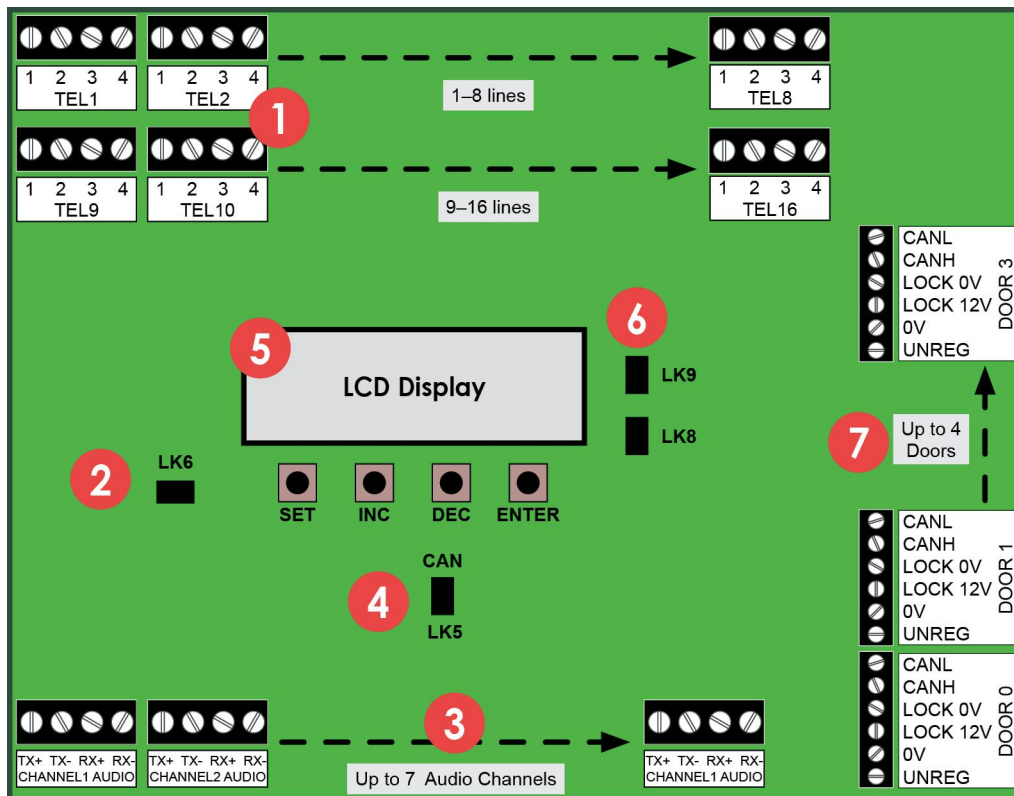 1 2 3 4
TEL1
1 2 3 4
TEL2
1
1–8 lines
1 2 3 4
TEL8
1 2 3 4
TEL9
1 2 3 4
TEL10
9–16 lines
1 2 3 4
TEL16
CANL
CANH
LOCK 0V
LOCK 12V
0V
UNREG
DOOR 3
5
LCD Display
6
LK9
LK8
7
Up to 4
Doors
2
LK6
SET
INC
DEC
ENTER
CANL
CANH
LOCK 0V
LOCK 12V
0V
UNREG
DOOR 1
4
CAN
LK5
CANL
CANH
LOCK 0V
LOCK 12V
0V
UNREG
DOOR 0
TX+ TX- RX+ RX-
CHANNEL1 AUDIO
TX+ TX- RX+ RX-
CHANNEL2 AUDIO
3
Up to 7 Audio Channels
TX+ TX- RX+ RX-
CHANNEL1 AUDIO